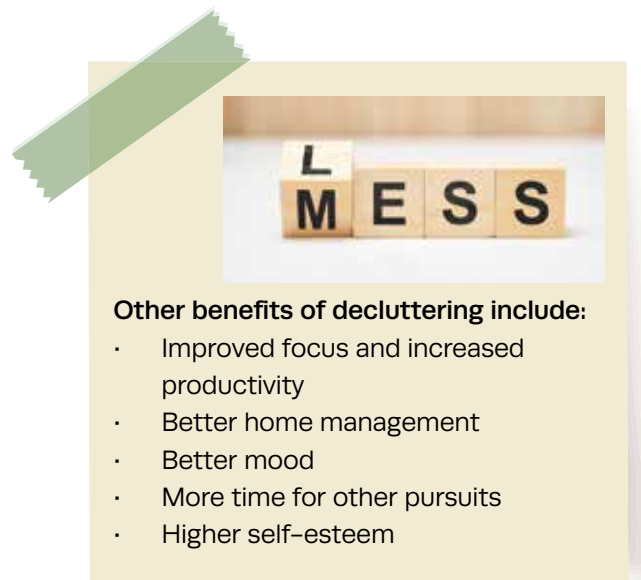 L
MESS
Other benefits of decluttering include:
· Improved focus and increased
productivity
· Better home management
· Better mood
· More time for other pursuits
· Higher self-esteem